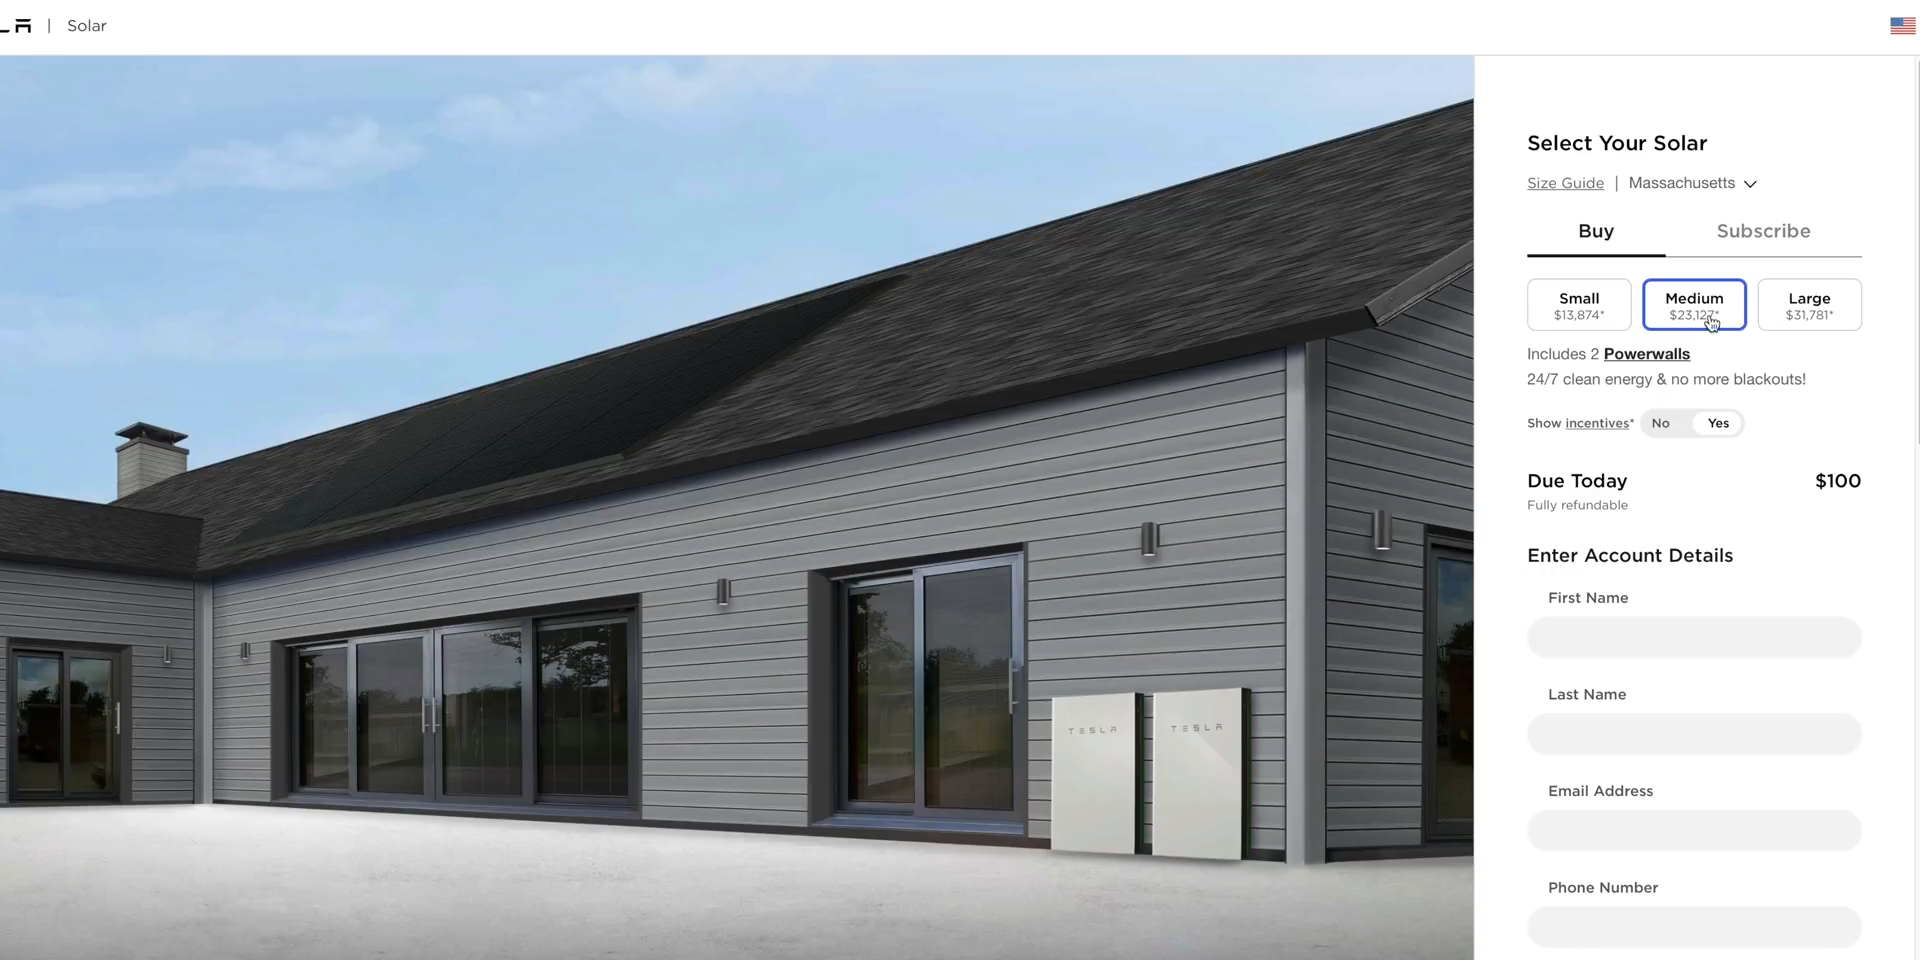 Solar
Select Your Solar
Size Guide | Massachusetts
Buy Subscribe
Small Medium Large
$13,874* $23,127* $31,781*
Includes 2 Powerwalls
24/7 clean energy & no more blackouts!
Show incentives* No Yes
Due Today $100
Fully refundable
Enter Account Details
First Name
Last Name
Email Address
Phone Number
TESLA TESLA